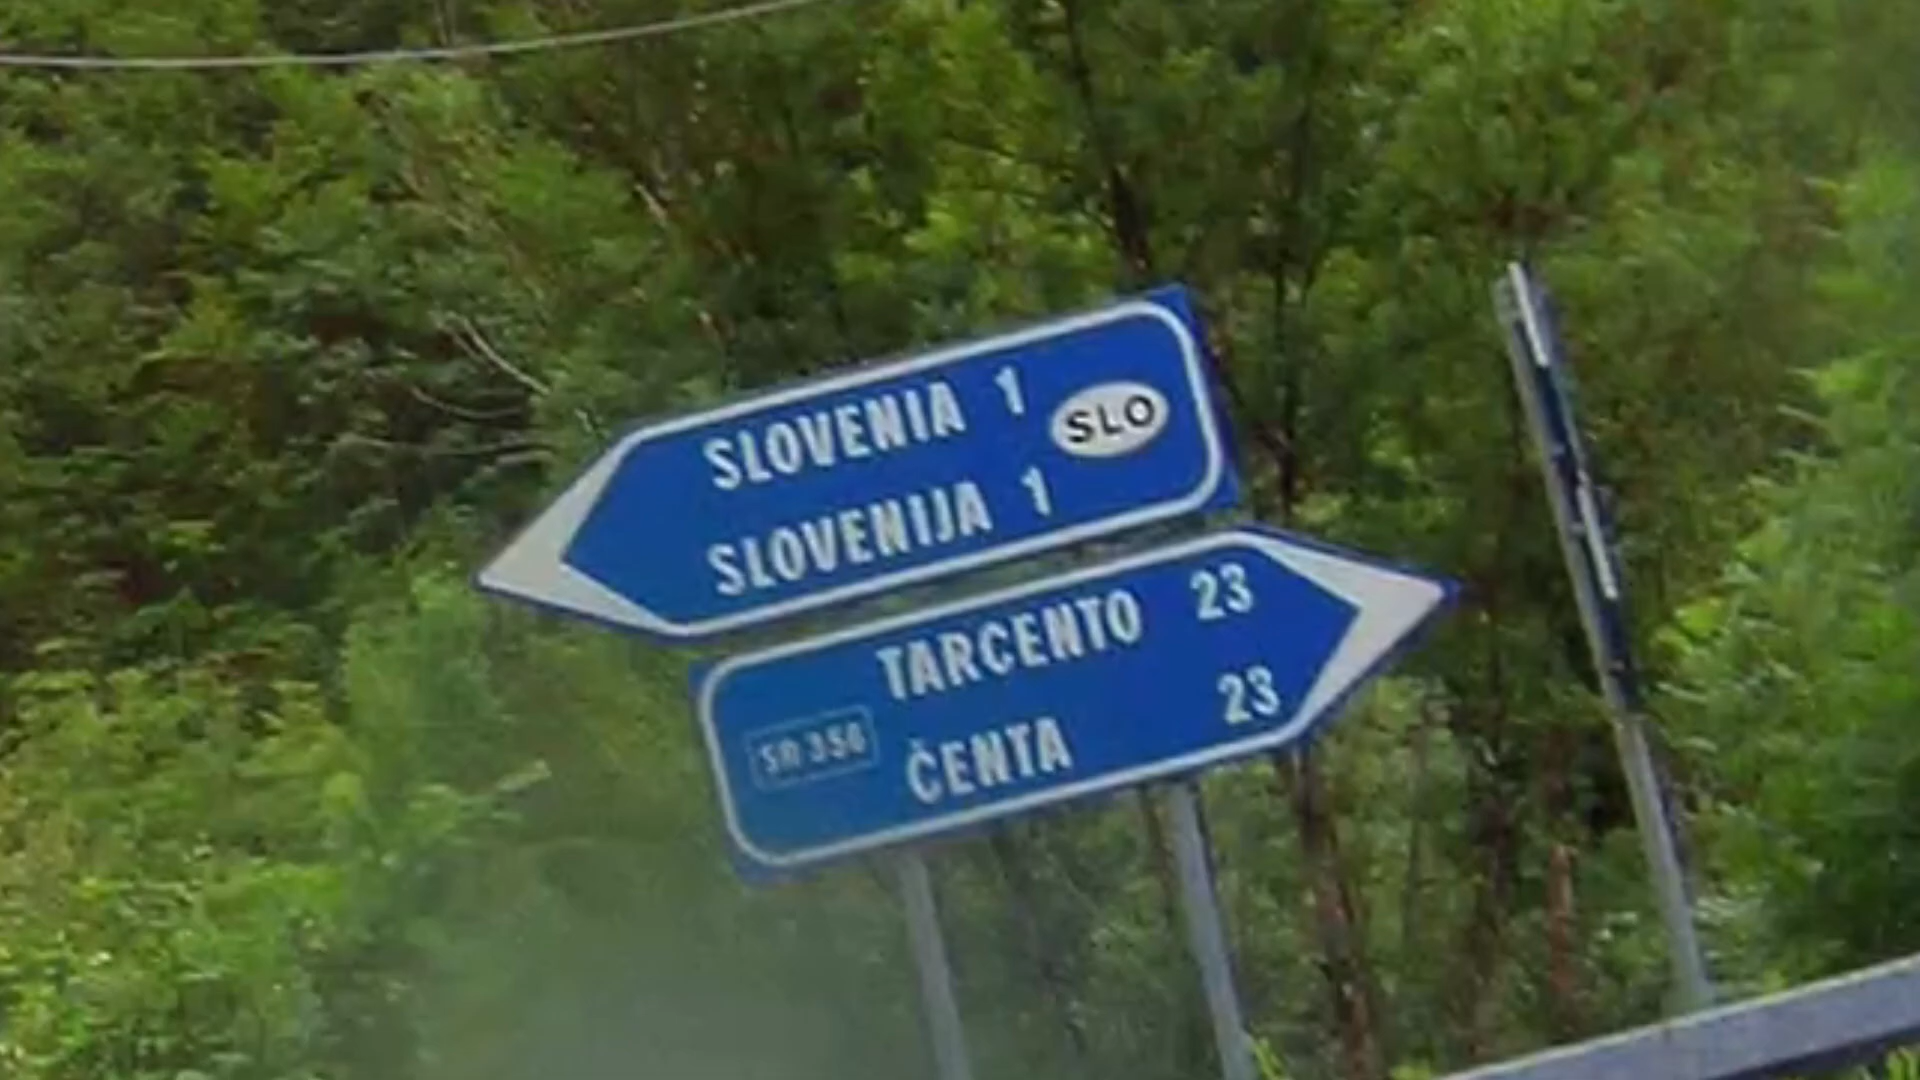 SLOVENIA 1
SLO
SLOVENIJA 1
TARCENTO 23
SR 356
ČENTA 23